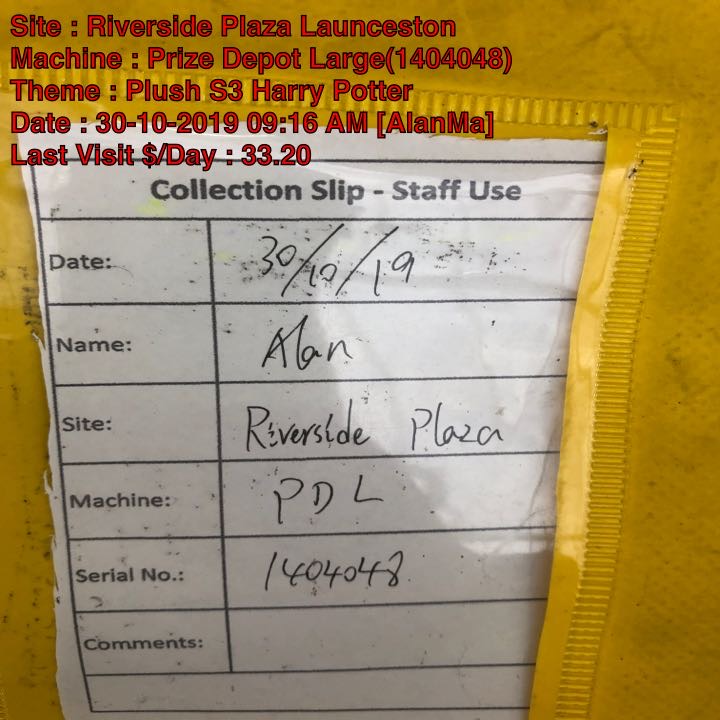 Site : Riverside Plaza Launceston
Machine : Prize Depot Large(1404048)
Theme : Plush S3 Harry Potter
Date : 30-10-2019 09:16 AM [AlanMa]
Last Visit $/Day : 33.20
Collection Slip - Staff Use
Date: 30/10/19
Name: Alan
Site: Riverside Plaza
Machine: PDL
Serial No.: 1404048
Comments: